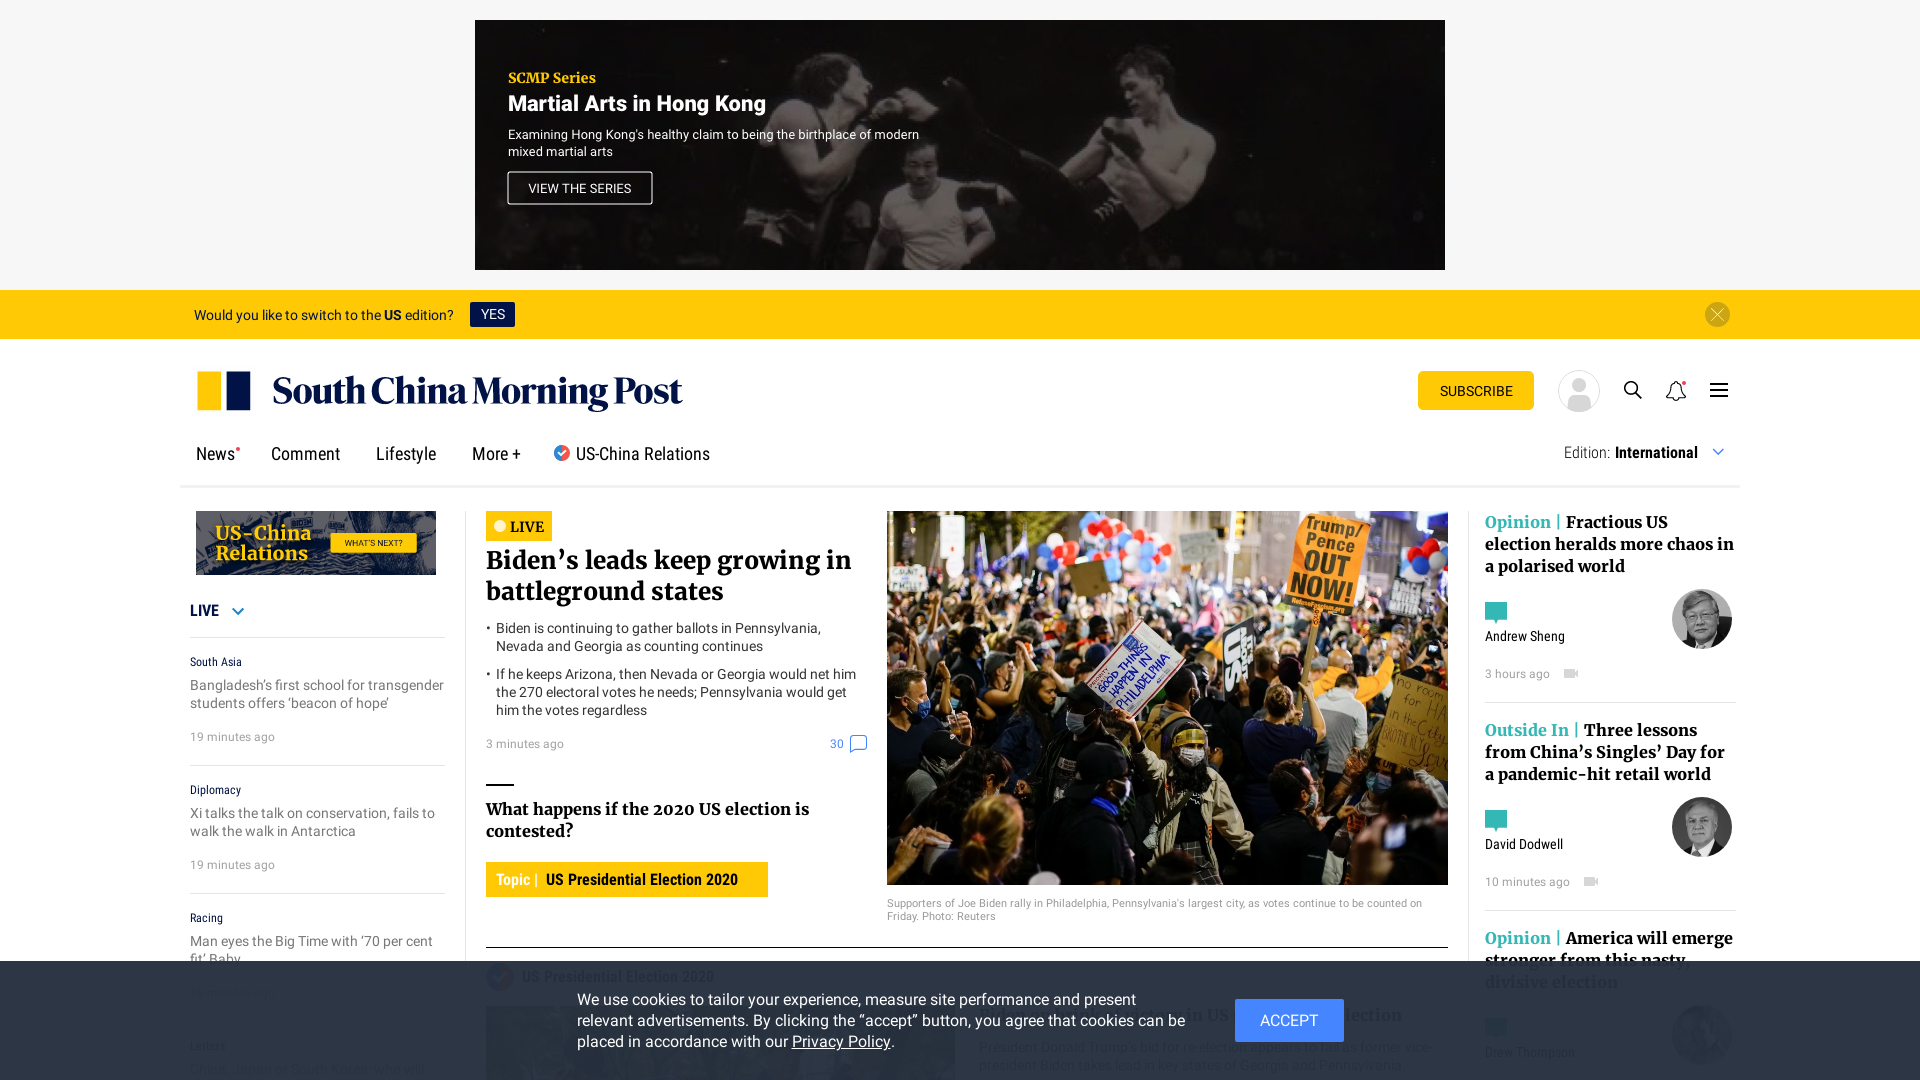 SCMP Series
Martial Arts in Hong Kong
Examining Hong Kong's healthy claim to being the birthplace of modern
mixed martial arts
VIEW THE SERIES
Would you like to switch to the US edition?
YES
South China Morning Post
SUBSCRIBE
News
Comment
Lifestyle
More +
US-China Relations
Edition: International
US-China
Relations
WHAT'S NEXT?
LIVE
South Asia
Bangladesh’s first school for transgender
students offers ‘beacon of hope’
19 minutes ago
Diplomacy
Xi talks the talk on conservation, fails to
walk the walk in Antarctica
19 minutes ago
Racing
Man eyes the Big Time with ‘70 per cent
fit’ Baby
LIVE
Biden’s leads keep growing in
battleground states
• Biden is continuing to gather ballots in Pennsylvania,
Nevada and Georgia as counting continues
• If he keeps Arizona, then Nevada or Georgia would net him
the 270 electoral votes he needs; Pennsylvania would get
him the votes regardless
3 minutes ago
30
What happens if the 2020 US election is
contested?
Topic | US Presidential Election 2020
Trump/
Pence
OUT
NOW!
RefuseFascism.org
GOOD THINGS
HAPPEN IN
PHILADELPHIA
Supporters of Joe Biden rally in Philadelphia, Pennsylvania's largest city, as votes continue to be counted on
Friday. Photo: Reuters
US Presidential Election 2020
Opinion | Fractious US
election heralds more chaos in
a polarised world
Andrew Sheng
3 hours ago
Outside In | Three lessons
from China’s Singles’ Day for
a pandemic-hit retail world
David Dodwell
10 minutes ago
Opinion | America will emerge
stronger from this nasty,
divisive election
Drew Thompson
We use cookies to tailor your experience, measure site performance and present
relevant advertisements. By clicking the “accept” button, you agree that cookies can be
placed in accordance with our Privacy Policy.
ACCEPT